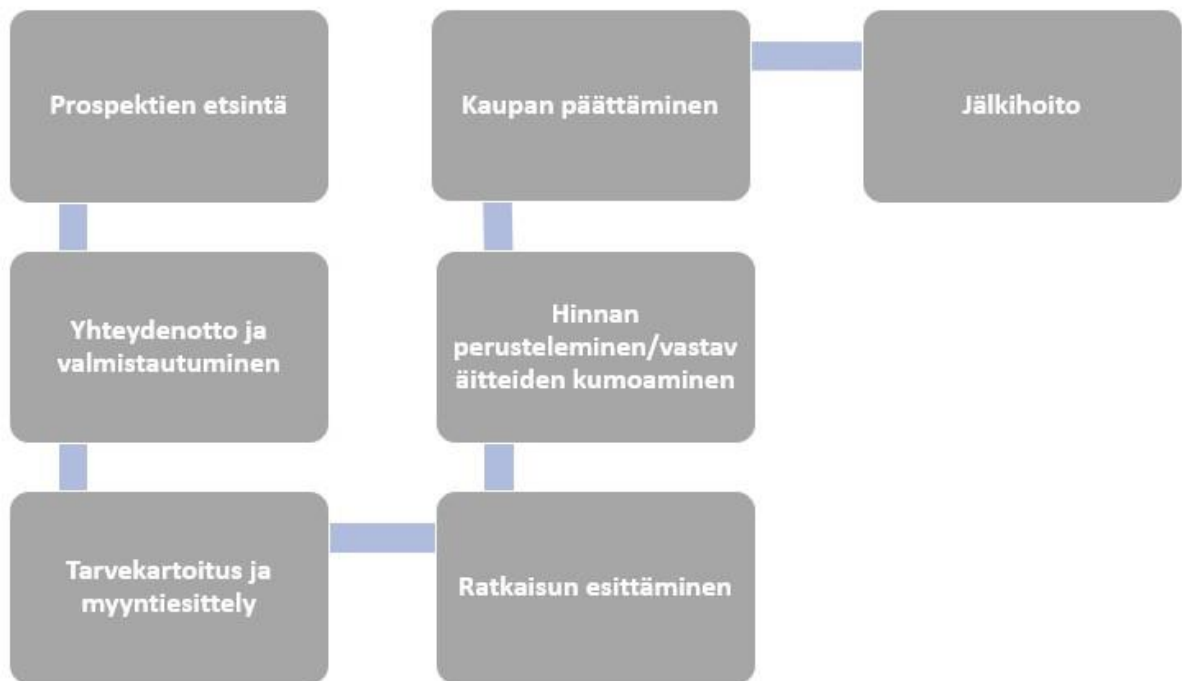 Prospektien etsintä
Yhteydenotto ja
valmistautuminen
Tarvekartoitus ja
myyntiesittely
Ratkaisun esittäminen
Hinnan
perusteleminen/vastav
äitteiden kumoaminen
Kaupan päättäminen
Jälkihoito